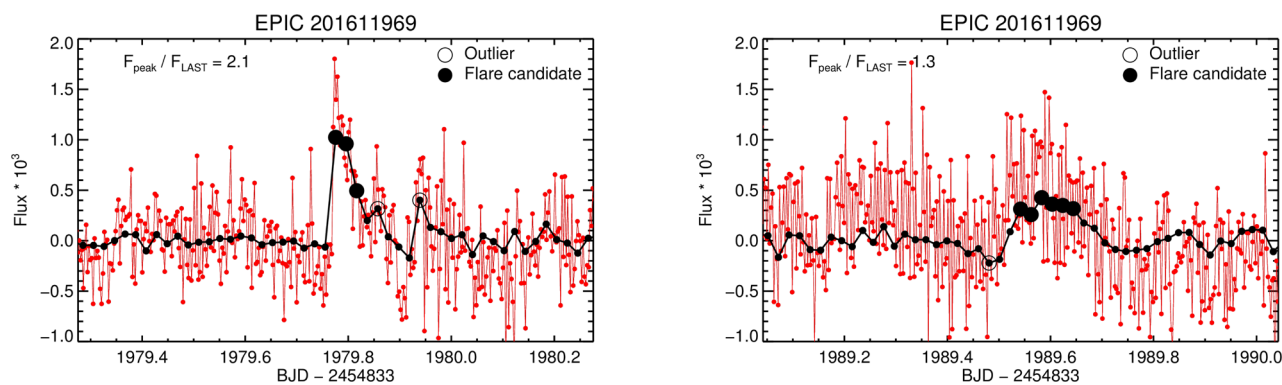 EPIC 201611969
F_peak / F_LAST = 2.1
Outlier
Flare candidate
2.0
1.5
1.0
0.5
0.0
−0.5
−1.0
Flux * 10^3
1979.4 1979.6 1979.8 1980.0 1980.2
BJD − 2454833
EPIC 201611969
F_peak / F_LAST = 1.3
Outlier
Flare candidate
2.0
1.5
1.0
0.5
0.0
−0.5
−1.0
Flux * 10^3
1989.2 1989.4 1989.6 1989.8 1990.0
BJD − 2454833